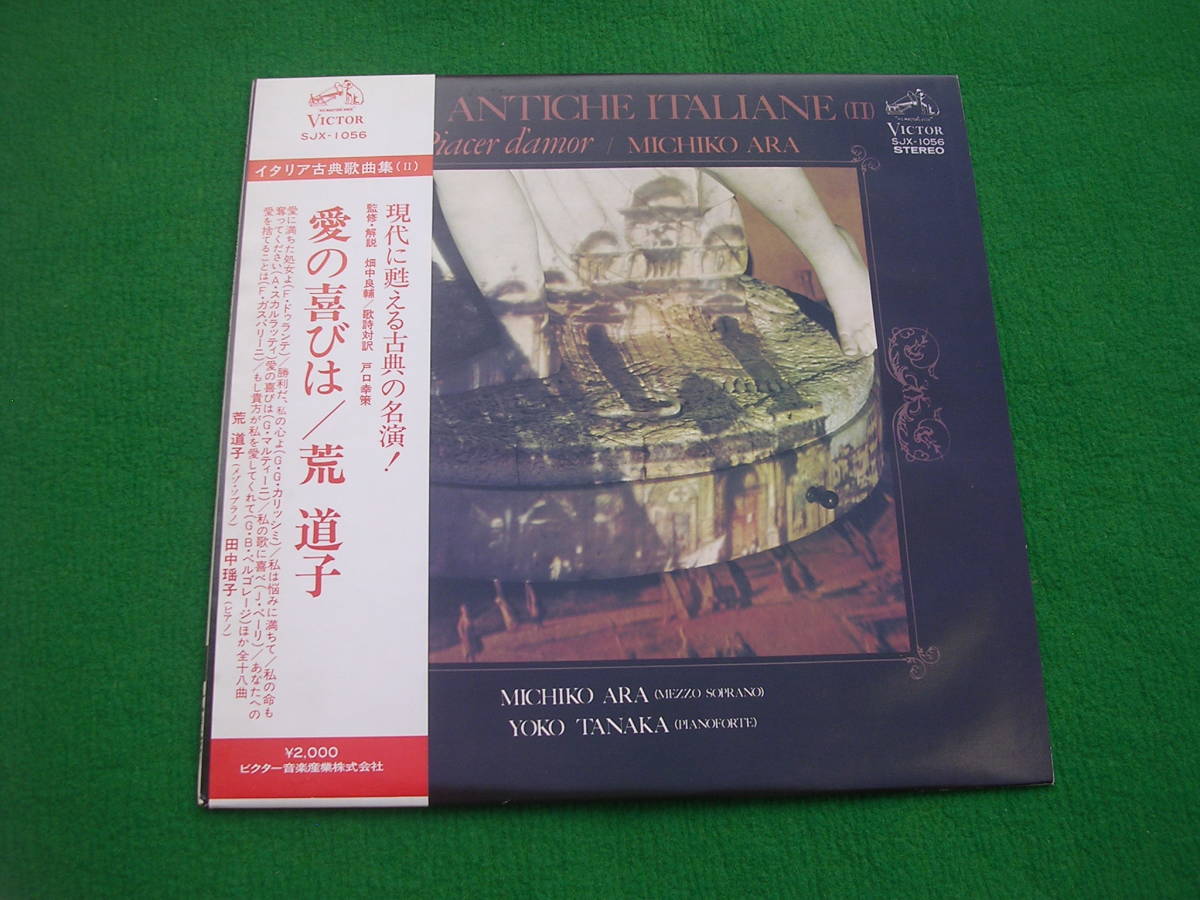 "HIS MASTER'S VOICE"
VICTOR
SJX-1056
イタリア古典歌曲集(II)
現代に甦える古典の名演!
監修・解説 畑中良輔/歌詩対訳 戸口幸策
愛の喜びは/荒 道子
愛に満ちた処女よ(F・ドゥランテ)/勝利だ、私の心よ(G・G・カリッシミ)/私は悩みに満ちて/私の命も
奪ってください(A・スカルラッティ)愛の喜びは(G・マルティーニ)/私の歌に喜べ(J・ペーリ)/あなたへの
愛を捨てることは(F・ガスパリーニ)/もし貴方が私を愛してくれて(G・B・ペルゴレージ)ほか全十八曲
荒 道子(メゾ・ソプラノ) 田中瑶子(ピアノ)
¥2,000
ビクター音楽産業株式会社
ANTICHE ITALIANE (II)
Piacer d'amor / MICHIKO ARA
VICTOR
SJX-1056
STEREO
MICHIKO ARA (MEZZO SOPRANO)
YOKO TANAKA (PIANOFORTE)